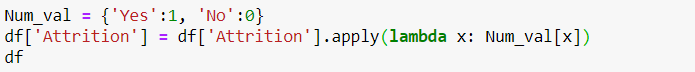 Num_val = {'Yes':1, 'No':0}
df['Attrition'] = df['Attrition'].apply(lambda x: Num_val[x])
df